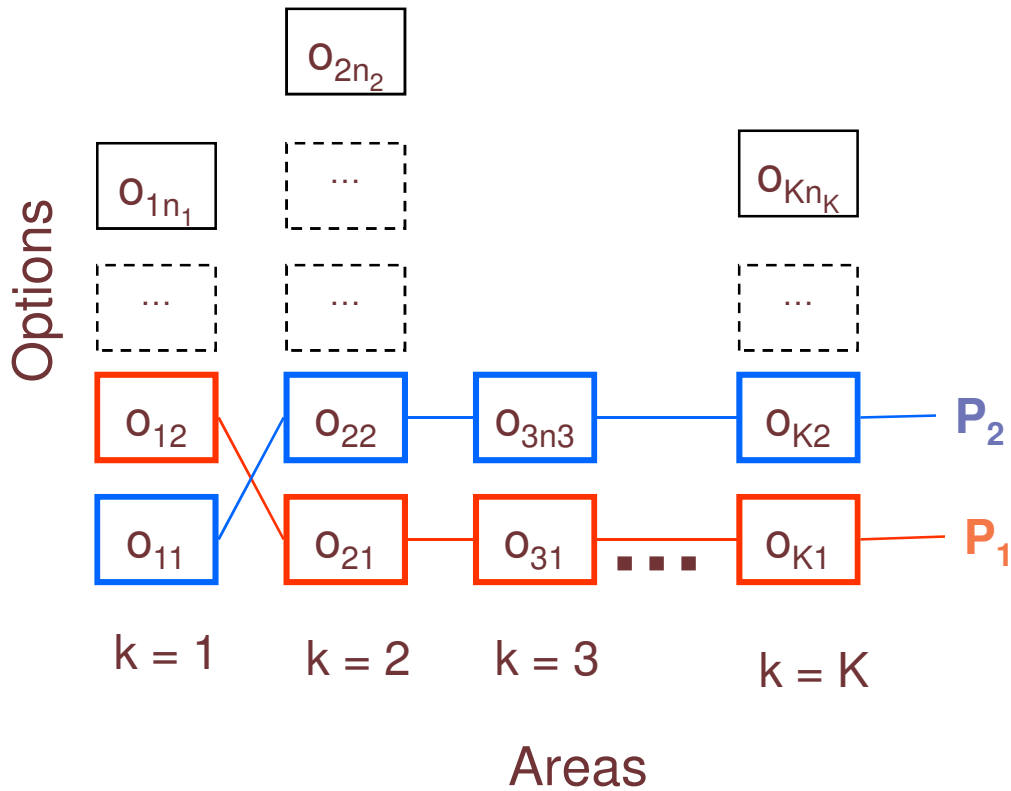 o2n2
o1n1
...
oKnK
Options
...
...
...
o12
o22
o3n3
oK2
P2
o11
o21
o31
...
oK1
P1
k = 1
k = 2
k = 3
k = K
Areas